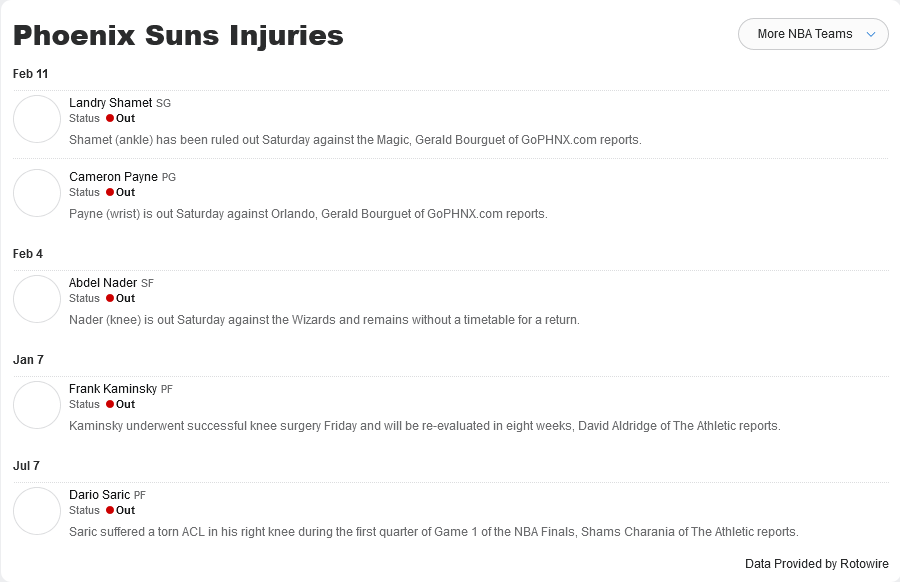 Phoenix Suns Injuries
More NBA Teams
Feb 11
Landry Shamet SG
Status Out
Shamet (ankle) has been ruled out Saturday against the Magic, Gerald Bourguet of GoPHNX.com reports.
Cameron Payne PG
Status Out
Payne (wrist) is out Saturday against Orlando, Gerald Bourguet of GoPHNX.com reports.
Feb 4
Abdel Nader SF
Status Out
Nader (knee) is out Saturday against the Wizards and remains without a timetable for a return.
Jan 7
Frank Kaminsky PF
Status Out
Kaminsky underwent successful knee surgery Friday and will be re-evaluated in eight weeks, David Aldridge of The Athletic reports.
Jul 7
Dario Saric PF
Status Out
Saric suffered a torn ACL in his right knee during the first quarter of Game 1 of the NBA Finals, Shams Charania of The Athletic reports.
Data Provided by Rotowire